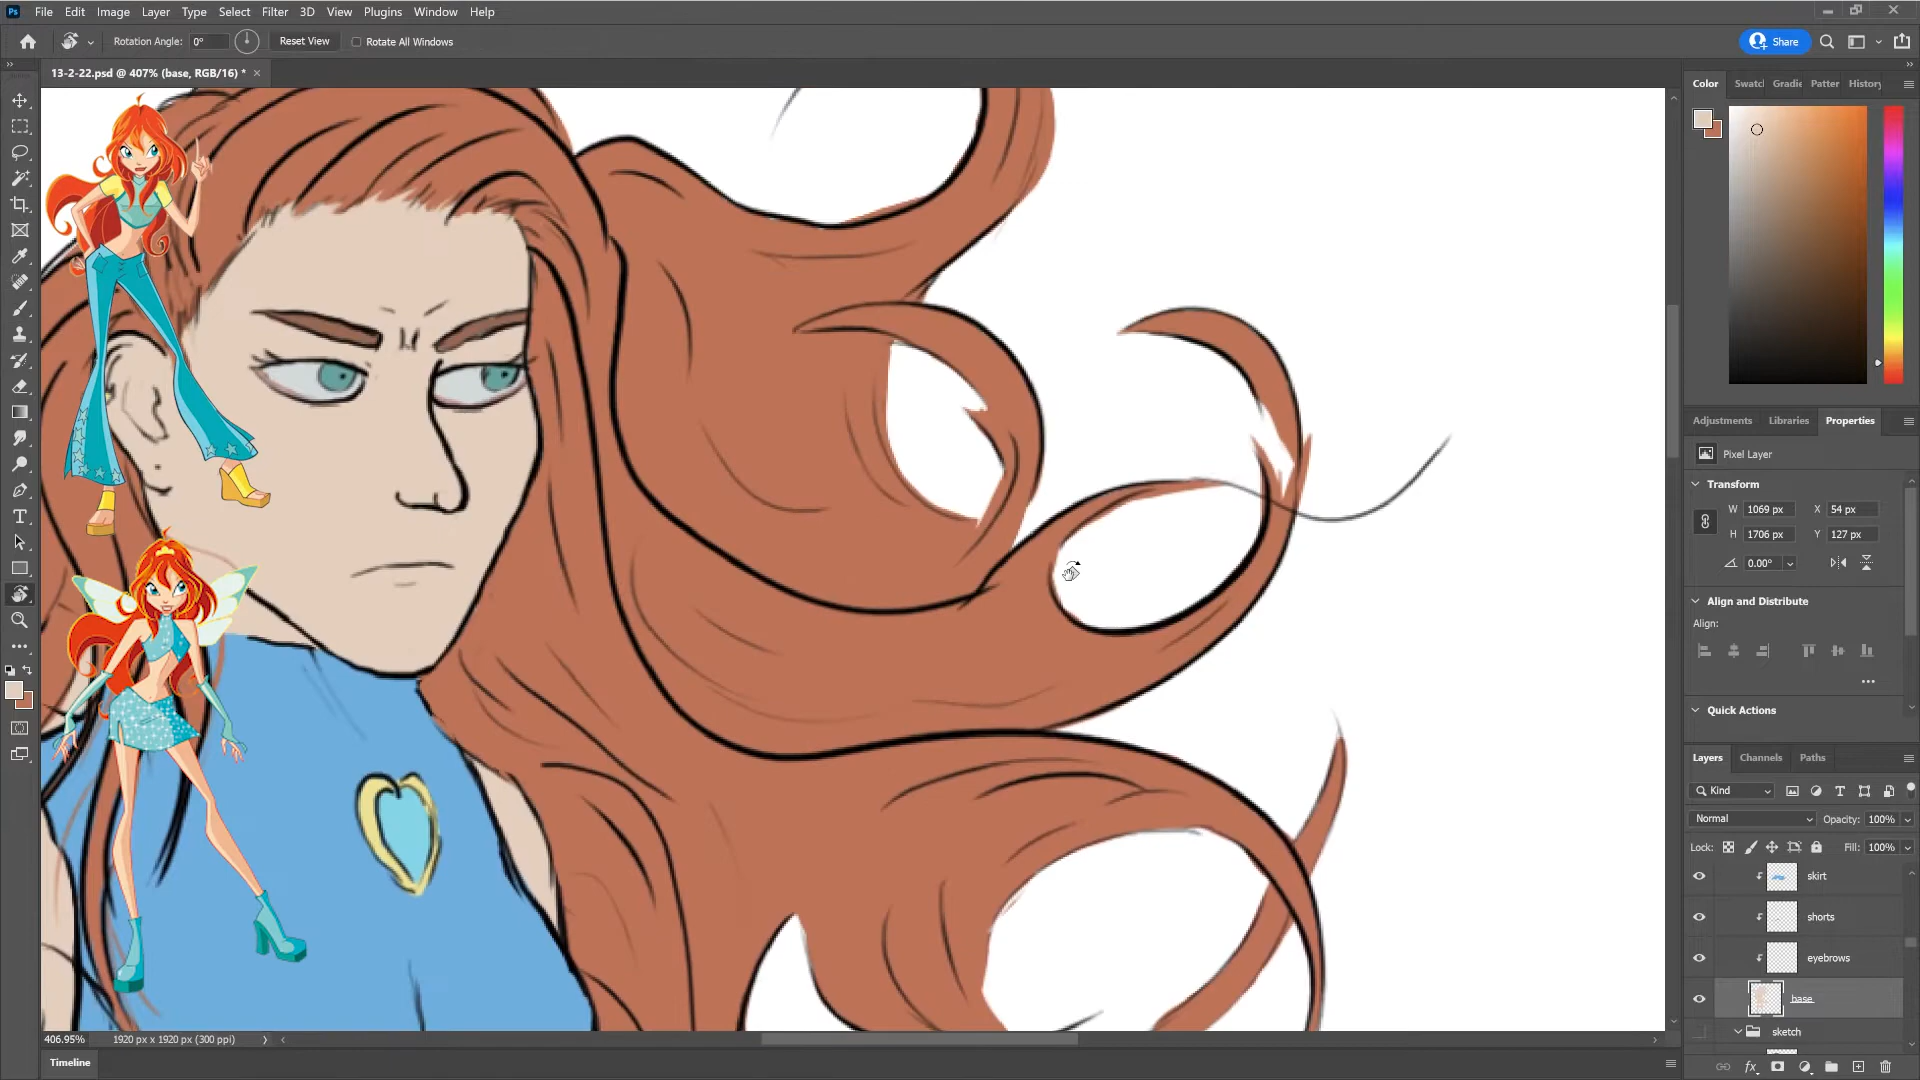 Ps File Edit Image Layer Type Select Filter 3D View Plugins Window Help
Rotation Angle: 0° Reset View Rotate All Windows Share
13-2-22.psd @ 407% (base, RGB/16) *
Color Swatcl Gradie Patter History
Adjustments Libraries Properties
Pixel Layer
Transform
W 1069 px X 54 px
H 1706 px Y 127 px
0.00°
Align and Distribute
Align:
Quick Actions
Layers Channels Paths
Kind
Normal Opacity: 100%
Lock: Fill: 100%
skirt
shorts
eyebrows
base
sketch
406.95% 1920 px x 1920 px (300 ppi)
Timeline